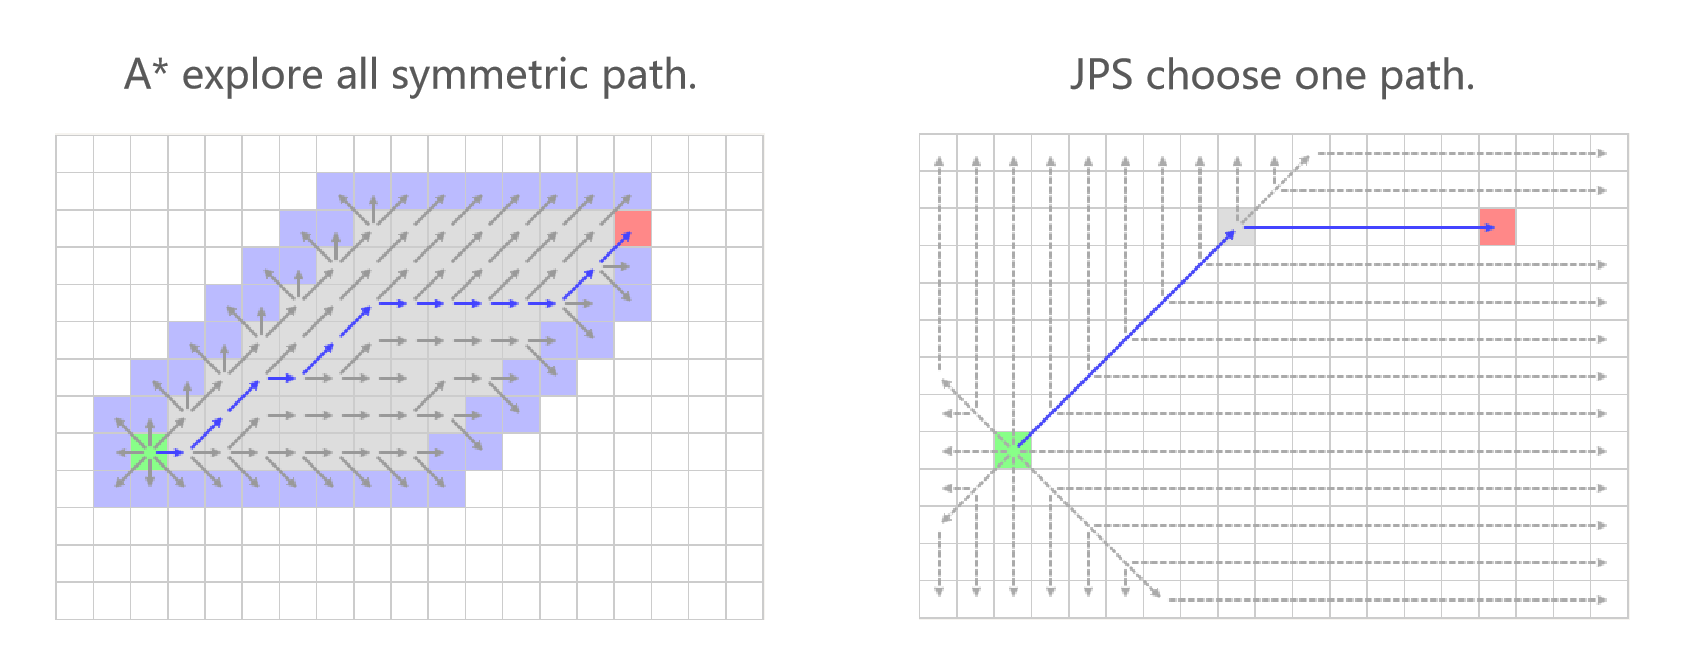 A* explore all symmetric path.
JPS choose one path.